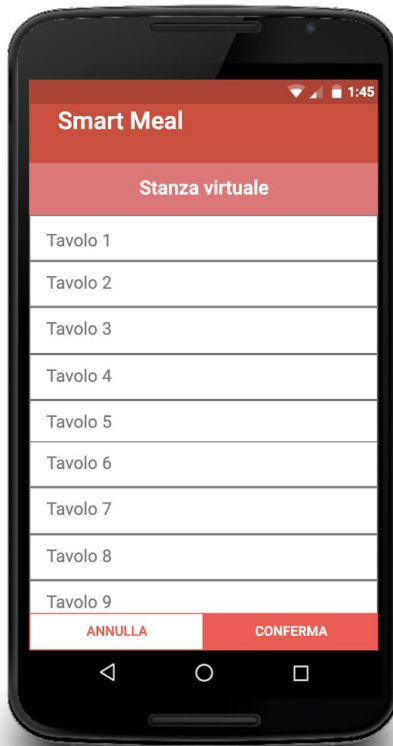 1:45
Smart Meal
Stanza virtuale
Tavolo 1
Tavolo 2
Tavolo 3
Tavolo 4
Tavolo 5
Tavolo 6
Tavolo 7
Tavolo 8
Tavolo 9
ANNULLA CONFERMA